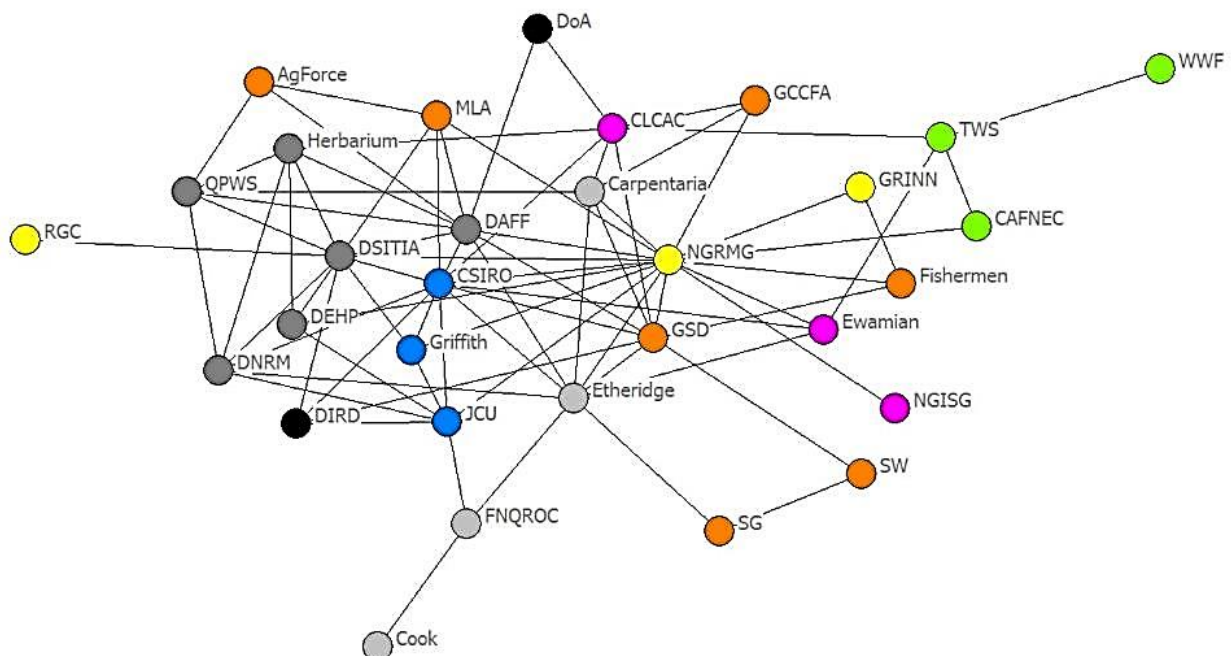 DoA
WWF
AgForce
GCCFA
MLA
CLCAC
TWS
Herbarium
GRINN
QPWS
Carpentaria
CAFNEC
RGC
DAFF
DSITIA
NGRMG
CSIRO
Fishermen
DEHP
Ewamian
Griffith
GSD
DNRM
Etheridge
NGISG
DIRD
JCU
SW
FNQROC
SG
Cook